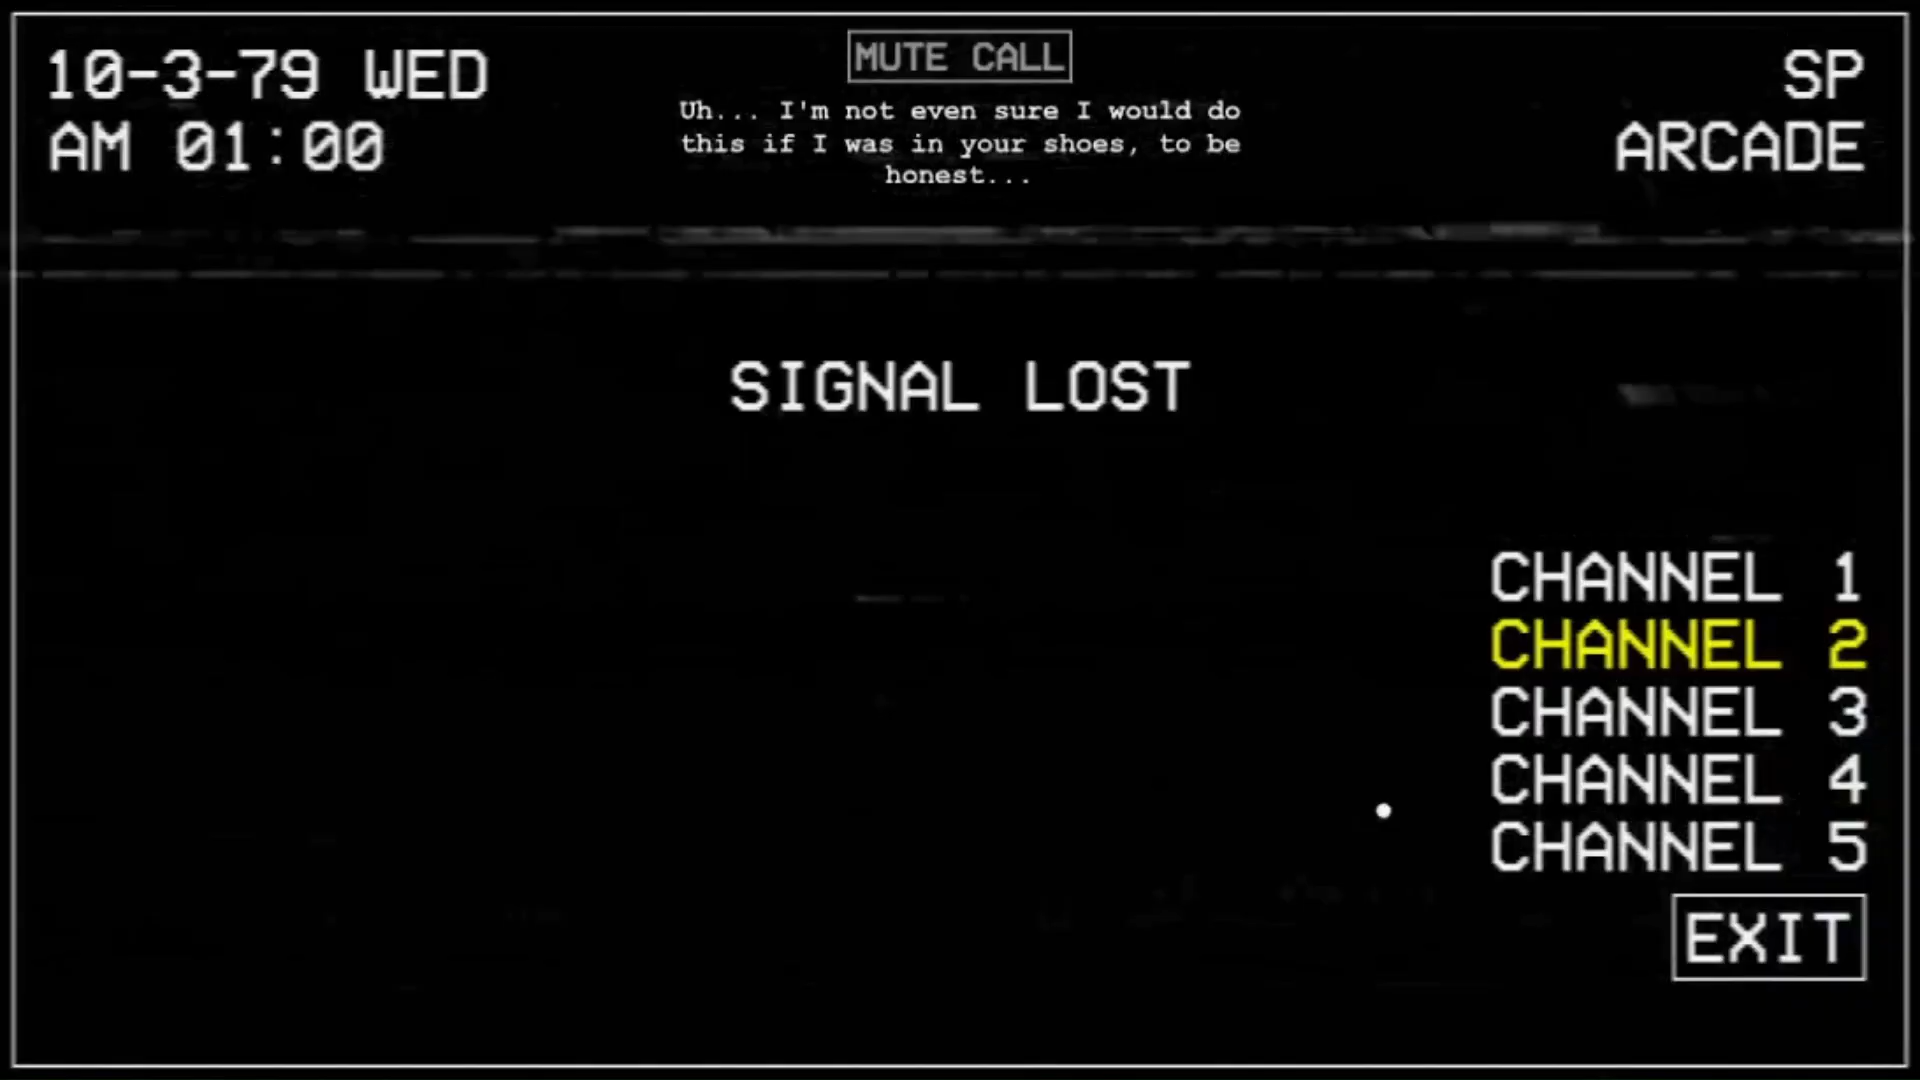 10-3-79 WED
AM 01:00
MUTE CALL
Uh... I'm not even sure I would do
this if I was in your shoes, to be
honest...
SP
ARCADE
SIGNAL LOST
CHANNEL 1
CHANNEL 2
CHANNEL 3
CHANNEL 4
CHANNEL 5
EXIT